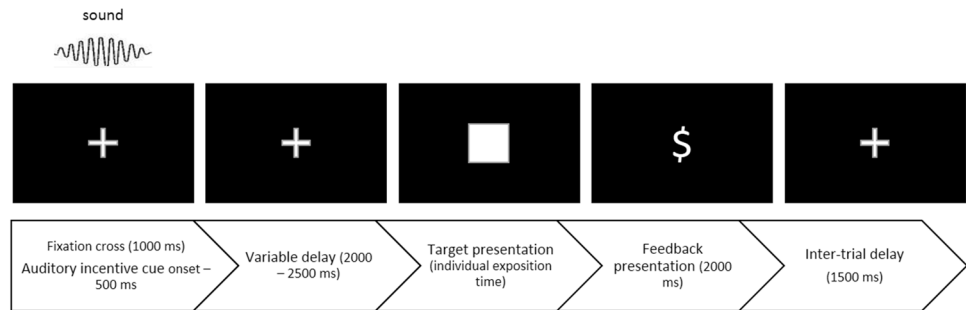 sound
$
Fixation cross (1000 ms)
Auditory incentive cue onset –
500 ms
Variable delay (2000
– 2500 ms)
Target presentation
(individual exposition
time)
Feedback
presentation (2000
ms)
Inter-trial delay
(1500 ms)